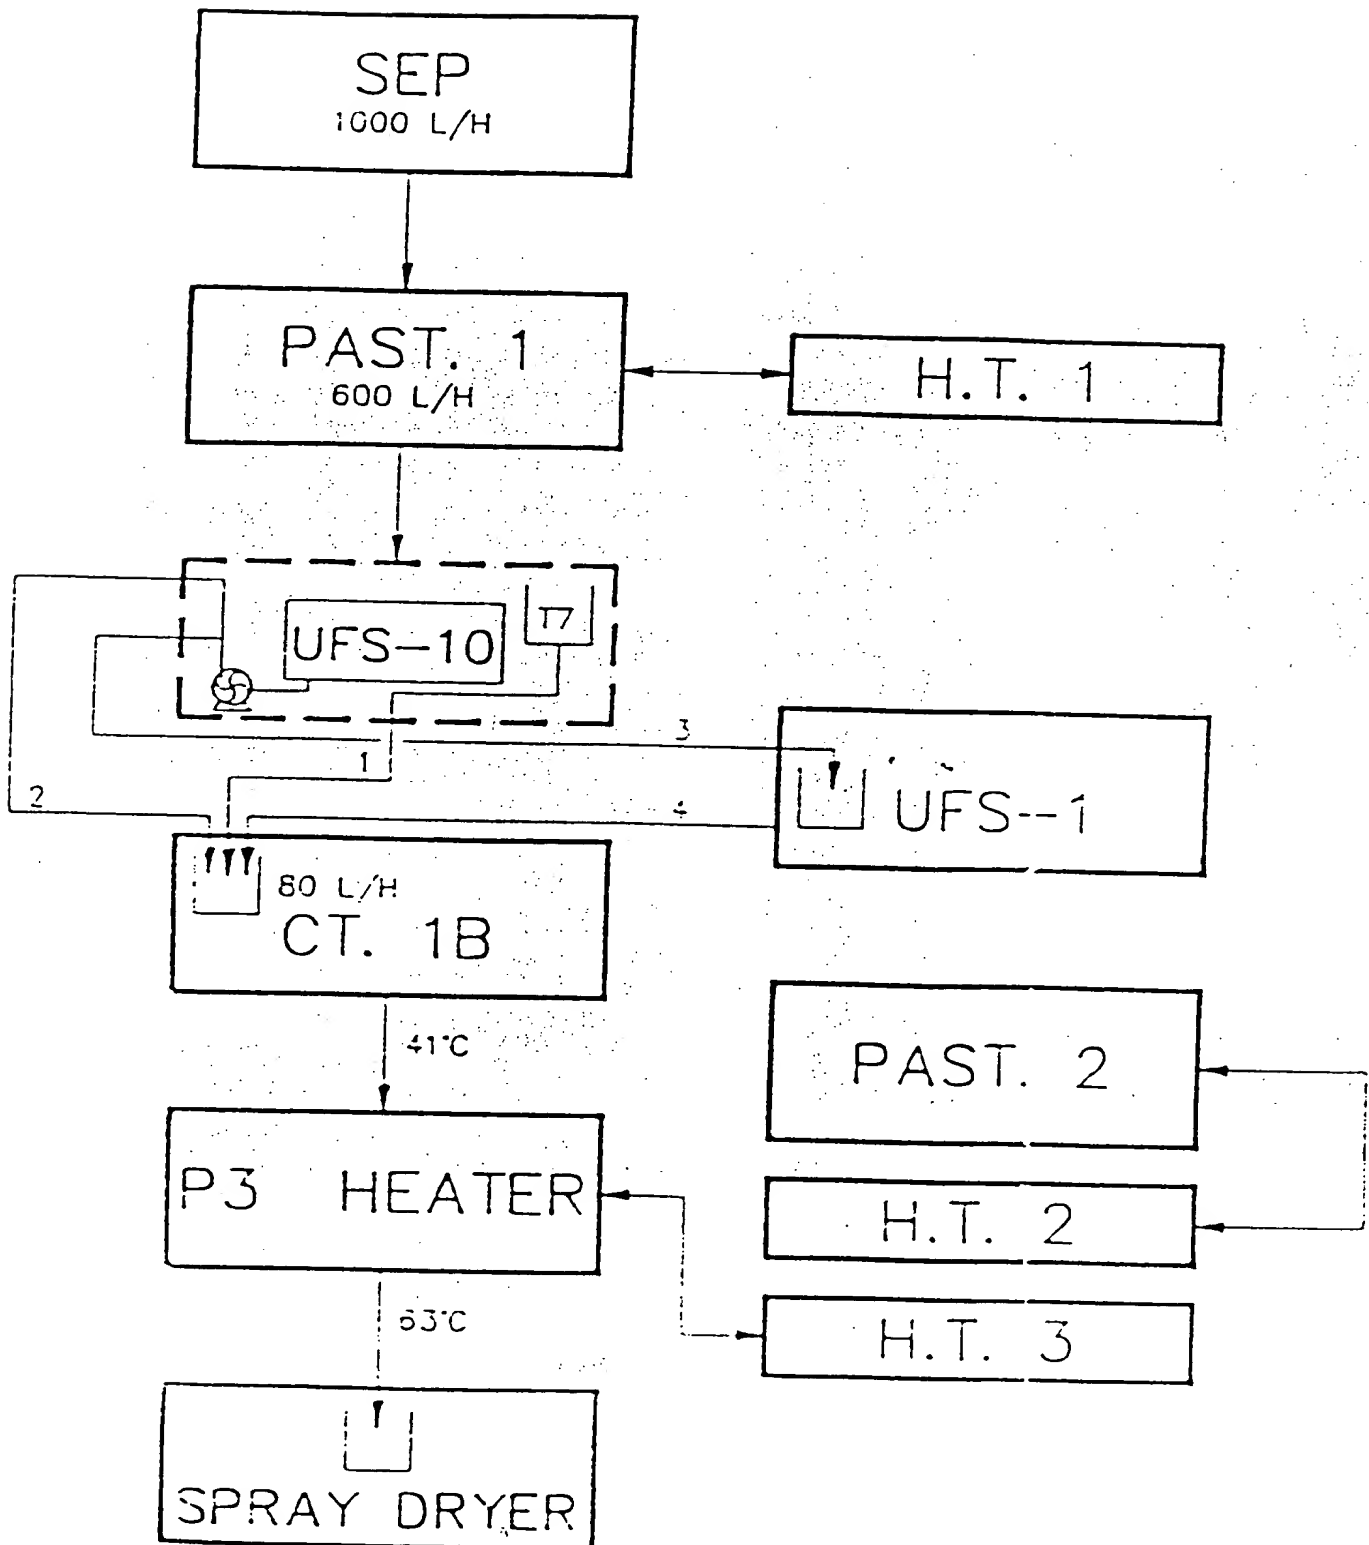 SEP
1000 L/H
PAST. 1
600 L/H
H.T. 1
UFS-10
T7
3
1
2
4
UFS--1
80 L/H
CT. 1B
41°C
PAST. 2
P3 HEATER
H.T. 2
63°C
H.T. 3
SPRAY DRYER